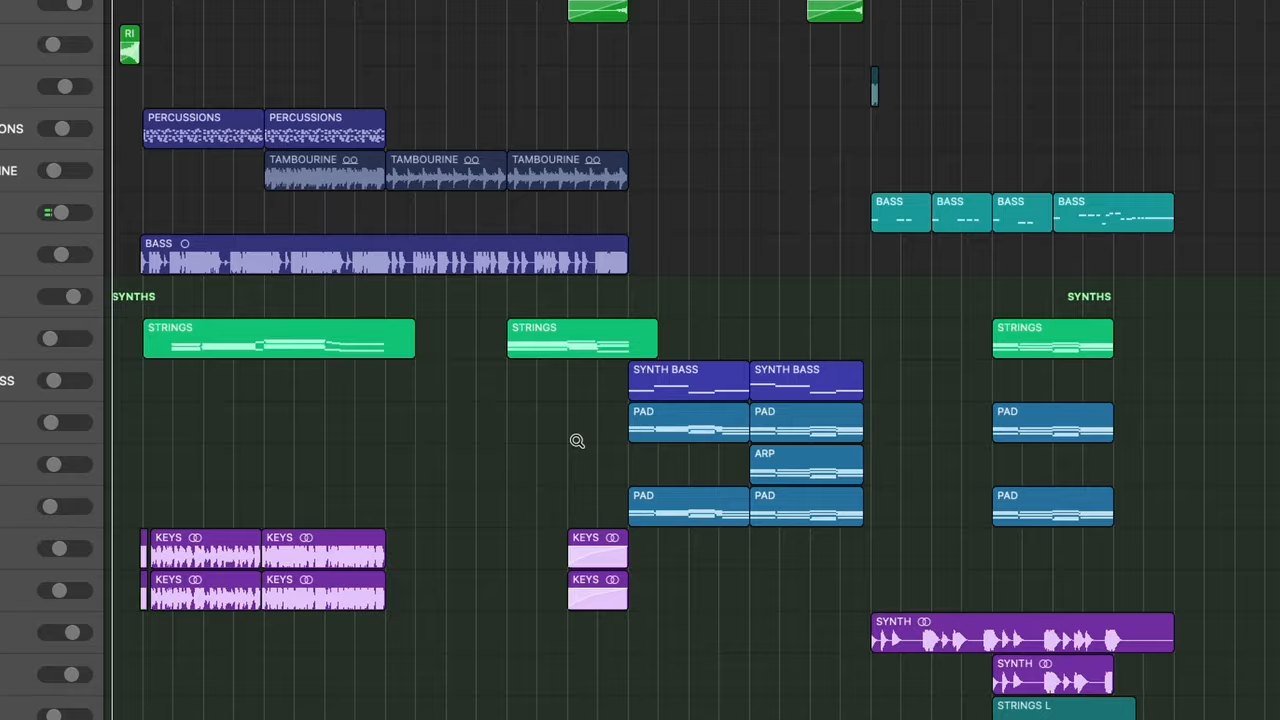 RI
ONS
PERCUSSIONS PERCUSSIONS
INE
TAMBOURINE TAMBOURINE TAMBOURINE
BASS BASS BASS BASS
BASS
SYNTHS SYNTHS
STRINGS STRINGS STRINGS
SS
SYNTH BASS SYNTH BASS
PAD PAD PAD
ARP
PAD PAD PAD
KEYS KEYS KEYS
KEYS KEYS KEYS
SYNTH
SYNTH
STRINGS L